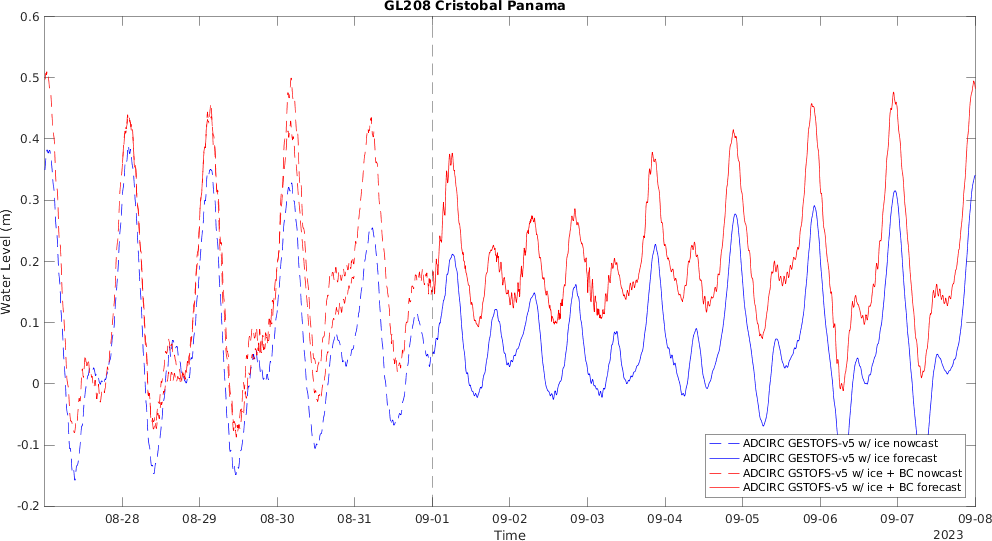 GL208 Cristobal Panama
0.6
0.5
0.4
0.3
0.2
0.1
0
-0.1
-0.2
Water Level (m)
ADCIRC GESTOFS-v5 w/ ice nowcast
ADCIRC GESTOFS-v5 w/ ice forecast
ADCIRC GSTOFS-v5 w/ ice + BC nowcast
ADCIRC GSTOFS-v5 w/ ice + BC forecast
08-28 08-29 08-30 08-31 09-01 09-02 09-03 09-04 09-05 09-06 09-07 09-08
Time
2023